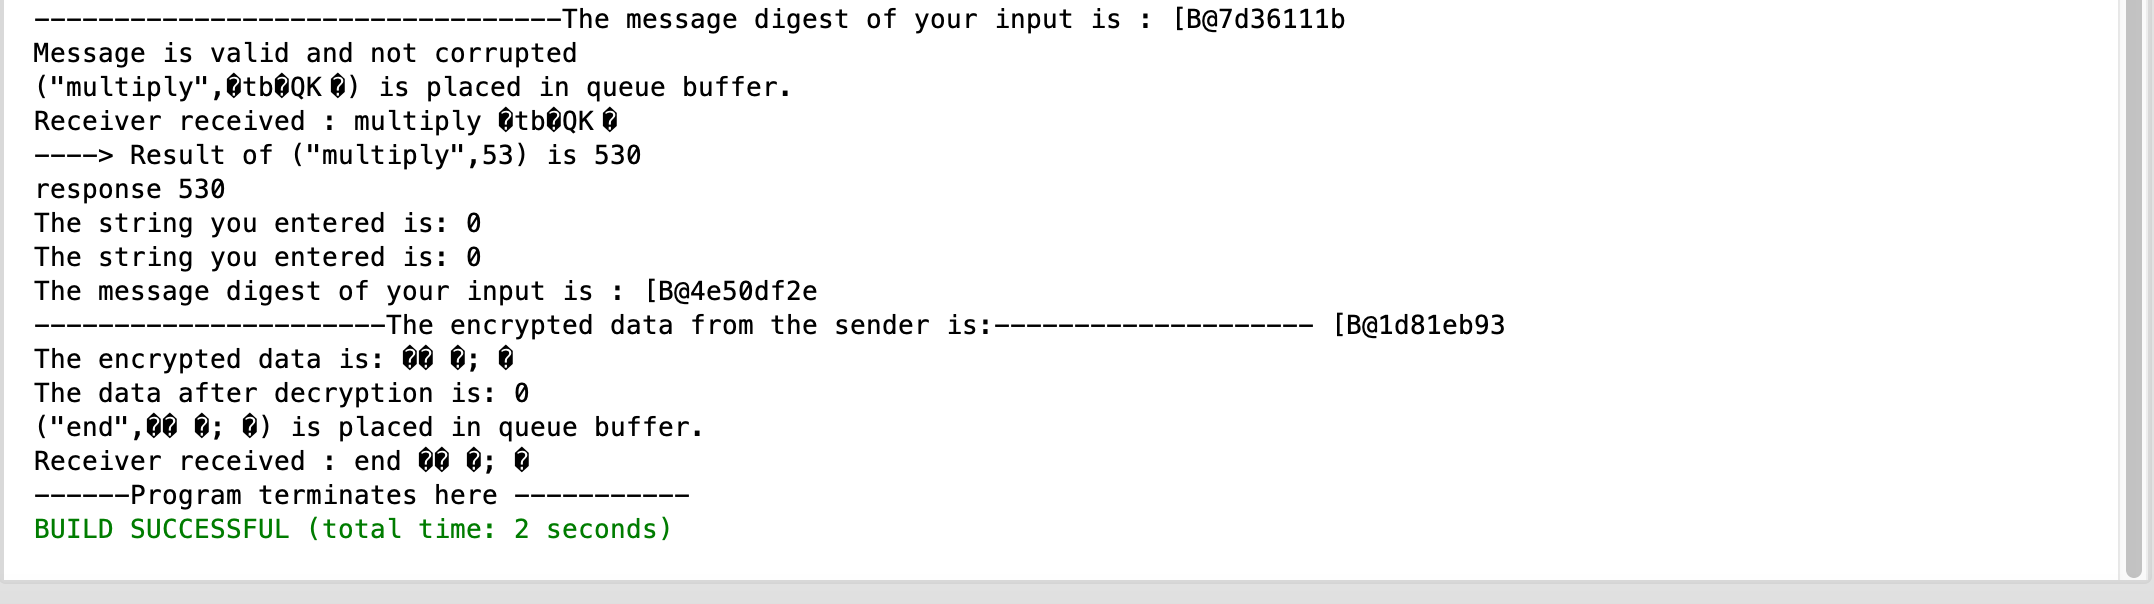 ---------------------------------The message digest of your input is : [B@7d36111b
Message is valid and not corrupted
("multiply",�tb�QK�) is placed in queue buffer.
Receiver received : multiply �tb�QK�
----> Result of ("multiply",53) is 530
response 530
The string you entered is: 0
The string you entered is: 0
The message digest of your input is : [B@4e50df2e
----------------------The encrypted data from the sender is:-------------------- [B@1d81eb93
The encrypted data is: �� �; �
The data after decryption is: 0
("end",�� �; �) is placed in queue buffer.
Receiver received : end �� �; �
------Program terminates here -----------
BUILD SUCCESSFUL (total time: 2 seconds)